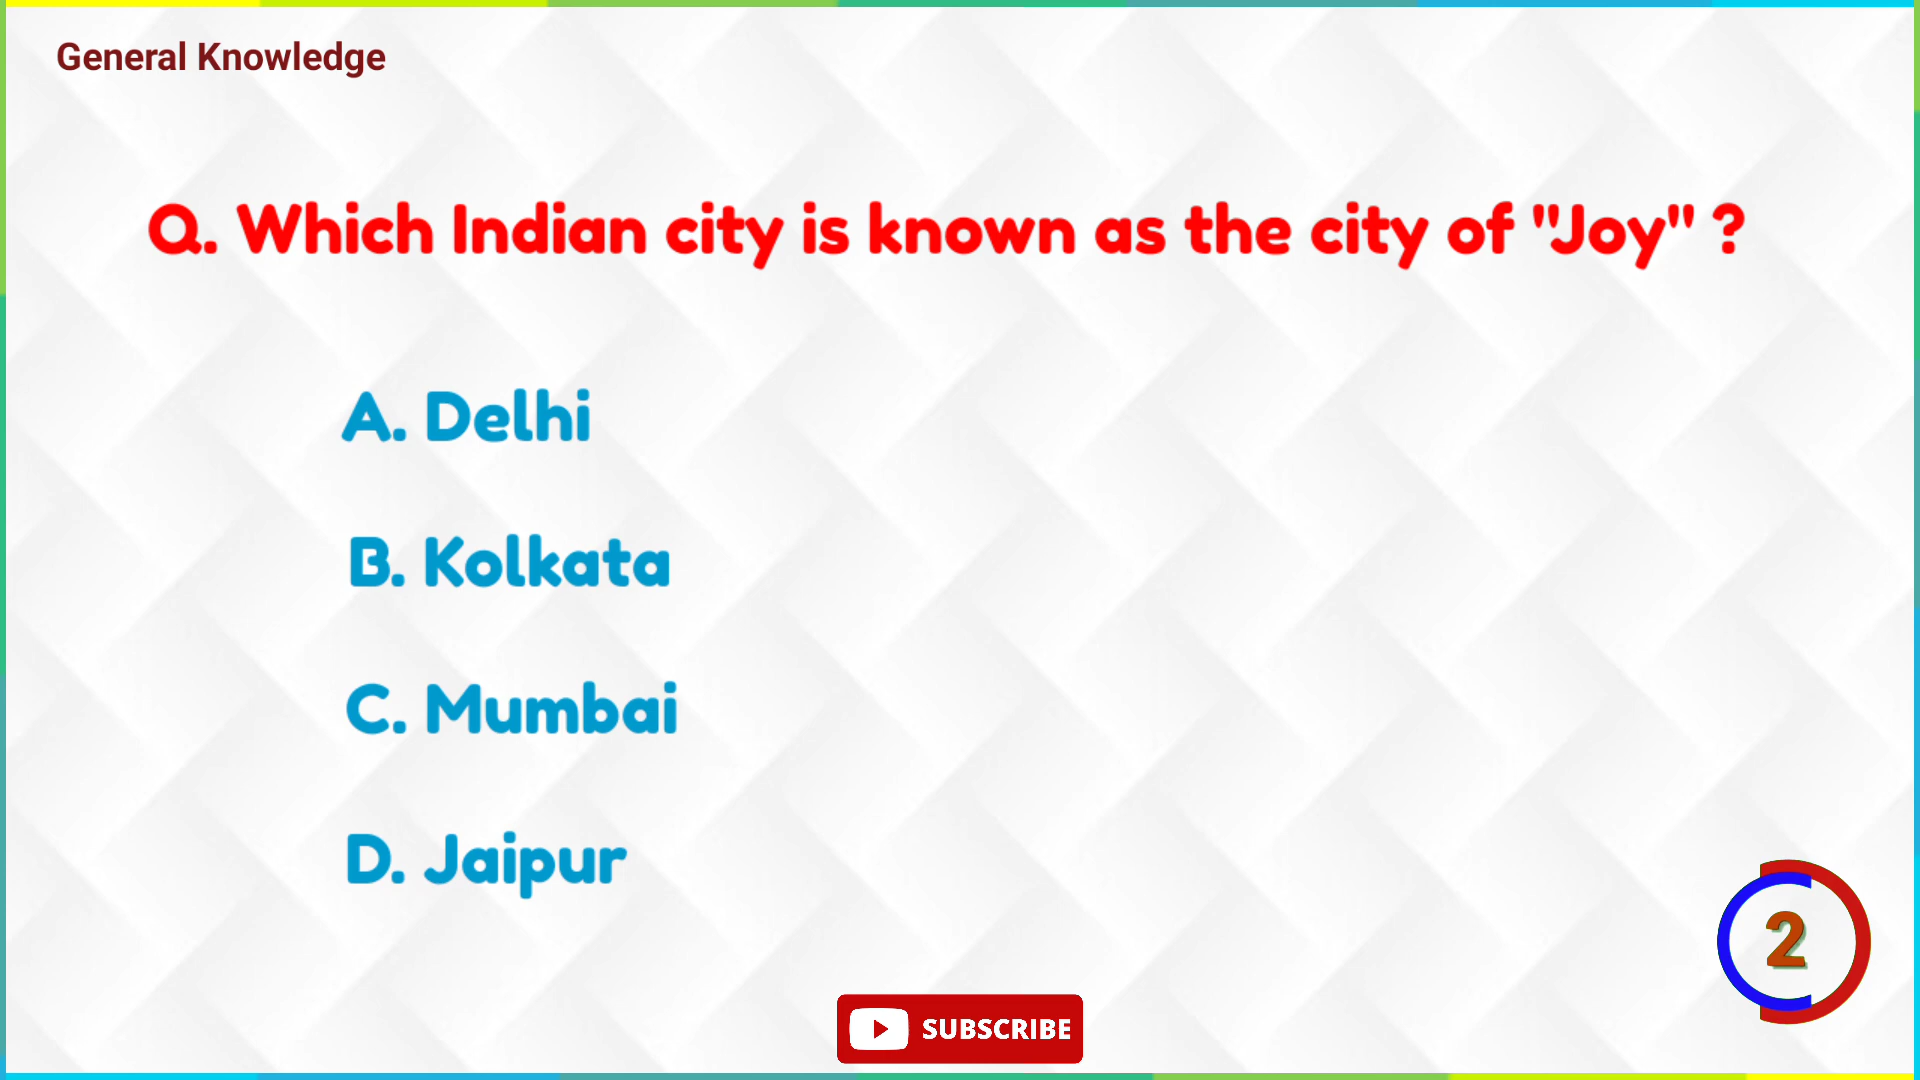 General Knowledge
Q. Which Indian city is known as the city of "Joy" ?
A. Delhi
B. Kolkata
C. Mumbai
D. Jaipur
2
SUBSCRIBE